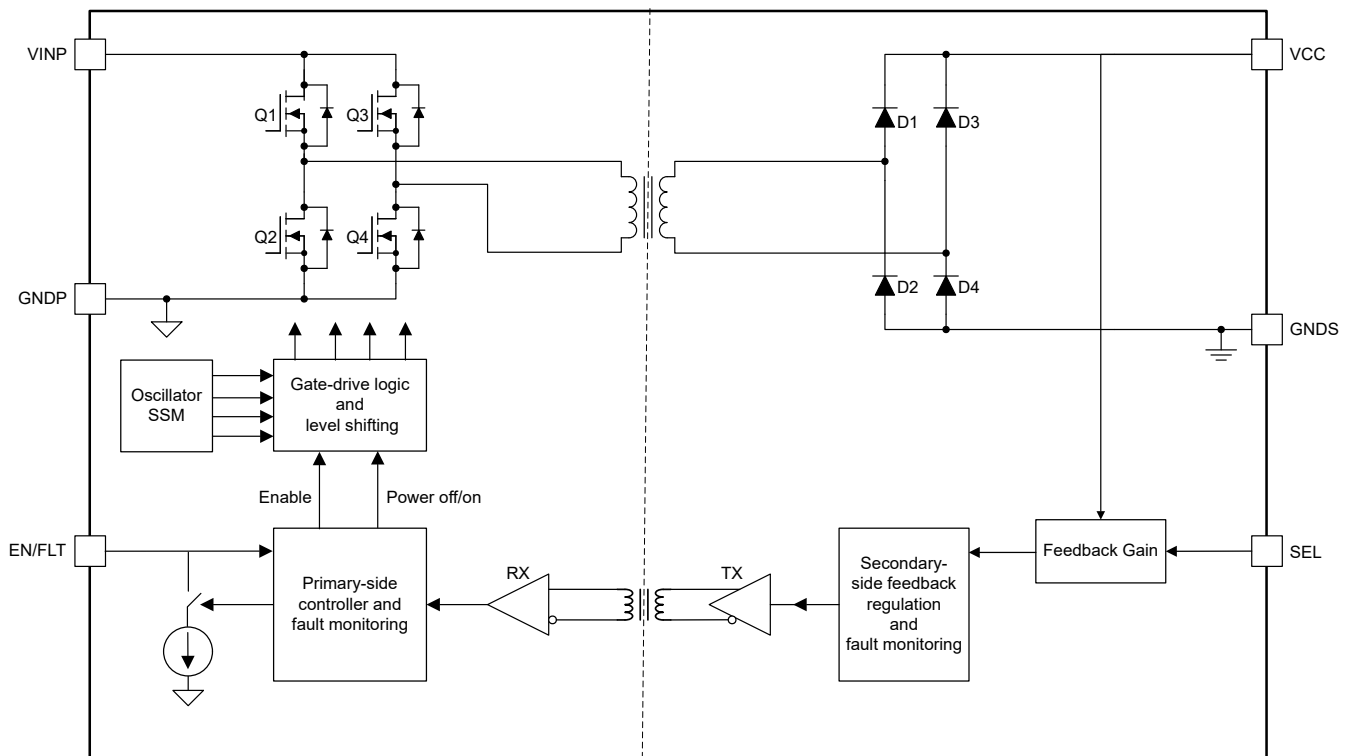 VINP
VCC
Q1
Q3
D1
D3
Q2
Q4
D2
D4
GNDP
GNDS
Oscillator
SSM
Gate-drive logic
and
level shifting
Enable
Power off/on
EN/FLT
SEL
Primary-side
controller and
fault monitoring
RX
TX
Secondary-
side feedback
regulation
and
fault monitoring
Feedback Gain